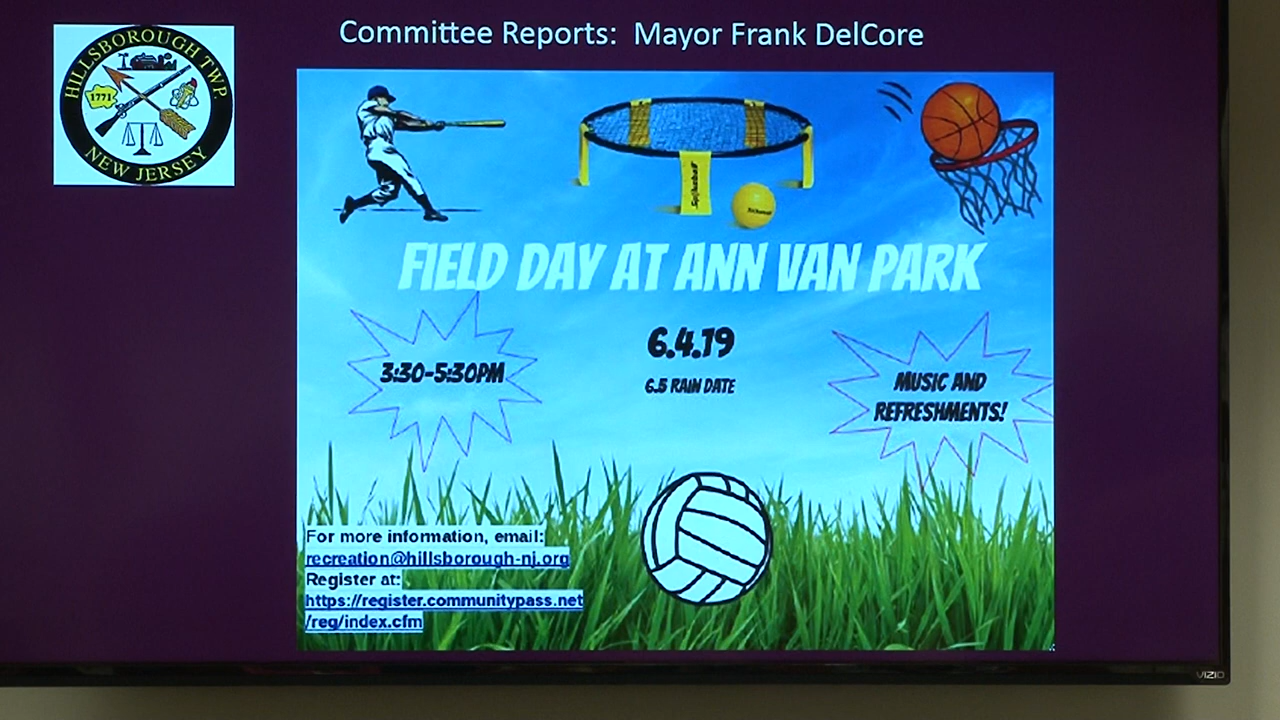 Committee Reports: Mayor Frank DelCore
HILLSBOROUGH TWP.
1771
NEW JERSEY
Spikeball
FIELD DAY AT ANN VAN PARK
6.4.19
3:30-5:30PM
6.5 RAIN DATE
MUSIC AND
REFRESHMENTS!
For more information, email:
recreation@hillsborough-nj.org
Register at:
https://register.communitypass.net
/reg/index.cfm
VIZIO